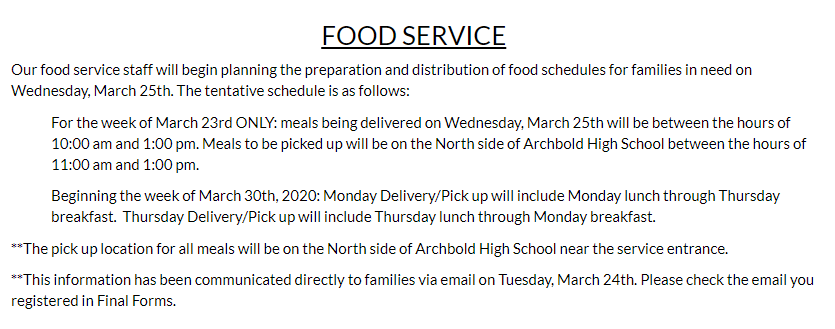 FOOD SERVICE
Our food service staff will begin planning the preparation and distribution of food schedules for families in need on
Wednesday, March 25th. The tentative schedule is as follows:
For the week of March 23rd ONLY: meals being delivered on Wednesday, March 25th will be between the hours of
10:00 am and 1:00 pm. Meals to be picked up will be on the North side of Archbold High School between the hours of
11:00 am and 1:00 pm.
Beginning the week of March 30th, 2020: Monday Delivery/Pick up will include Monday lunch through Thursday
breakfast.  Thursday Delivery/Pick up will include Thursday lunch through Monday breakfast.
**The pick up location for all meals will be on the North side of Archbold High School near the service entrance.
**This information has been communicated directly to families via email on Tuesday, March 24th. Please check the email you
registered in Final Forms.